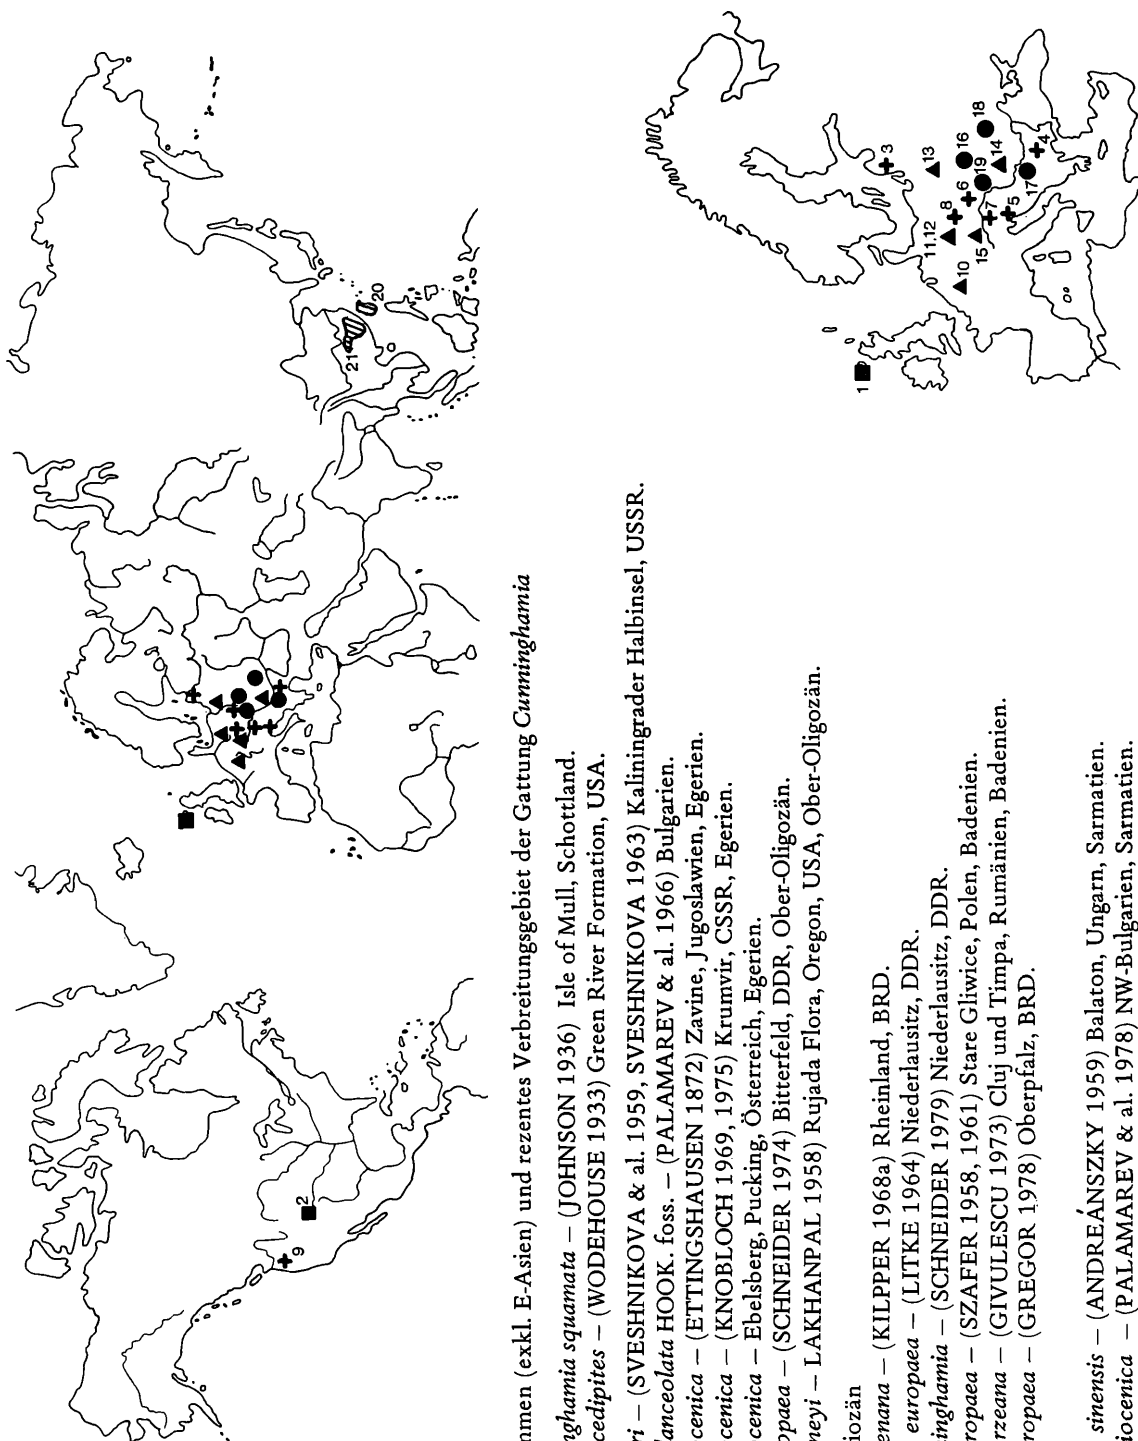 21
20
2
9
1
3
13
16
18
14
4
6
19
17
8
7
5
11.12
15
10
mmen (exkl. E-Asien) und rezentes Verbreitungsgebiet der Gattung Cunninghamia
nghamia squamata – (JOHNSON 1936) Isle of Mull, Schottland.
cedipites – (WODEHOUSE 1933) Green River Formation, USA.
ri – (SVESHNIKOVA & al. 1959, SVESHNIKOVA 1963) Kaliningrader Halbinsel, USSR.
lanceolata HOOK. foss. – (PALAMAREV & al. 1966) Bulgarien.
cenica – (ETTINGSHAUSEN 1872) Zavine, Jugoslawien, Egerien.
cenica – (KNOBLOCH 1969, 1975) Krumvir, CSSR, Egerien.
cenica – Ebelsberg, Pucking, Österreich, Egerien.
opaea – (SCHNEIDER 1974) Bitterfeld, DDR, Ober-Oligozän.
neyi – LAKHANPAL 1958) Rujada Flora, Oregon, USA, Ober-Oligozän.
iozän
enana – (KILPPER 1968a) Rheinland, BRD.
europaea – (LITKE 1964) Niederlausitz, DDR.
inghamia – (SCHNEIDER 1979) Niederlausitz, DDR.
ropaea – (SZAFER 1958, 1961) Stare Gliwice, Polen, Badenien.
rzeana – (GIVULESCU 1973) Cluj und Timpa, Rumänien, Badenien.
ropaea – (GREGOR 1978) Oberpfalz, BRD.
sinensis – (ANDREÁNSZKY 1959) Balaton, Ungarn, Sarmatien.
iocenica – (PALAMAREV & al. 1978) NW-Bulgarien, Sarmatien.